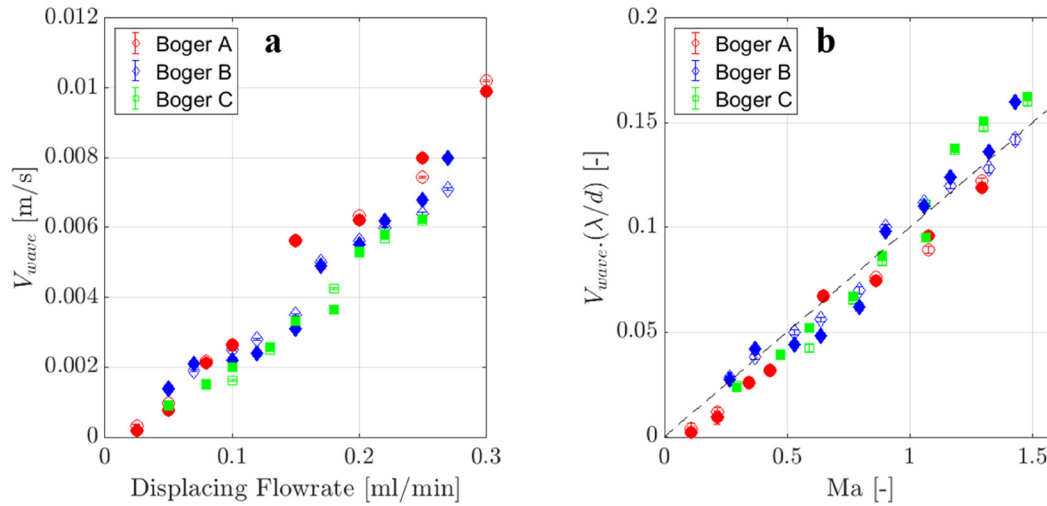 a
Boger A
Boger B
Boger C
0.012
0.01
0.008
0.006
0.004
0.002
0
V_wave [m/s]
0
0.1
0.2
0.3
Displacing Flowrate [ml/min]
b
Boger A
Boger B
Boger C
0.2
0.15
0.1
0.05
0
V_wave·(λ/d) [-]
0
0.5
1
1.5
Ma [-]